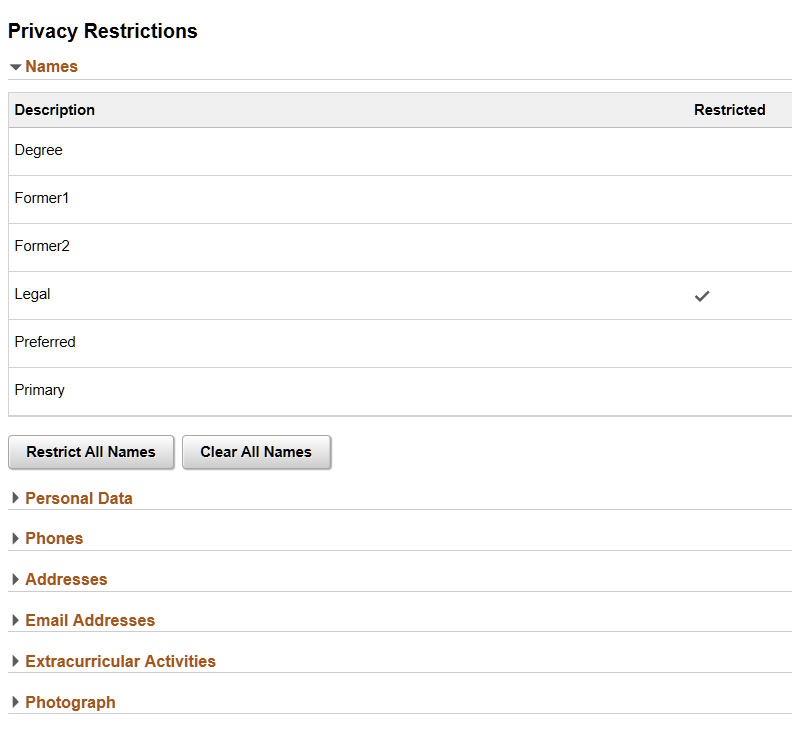 Privacy Restrictions
Names
Description Restricted
Degree
Former1
Former2
Legal
Preferred
Primary
Restrict All Names Clear All Names
Personal Data
Phones
Addresses
Email Addresses
Extracurricular Activities
Photograph